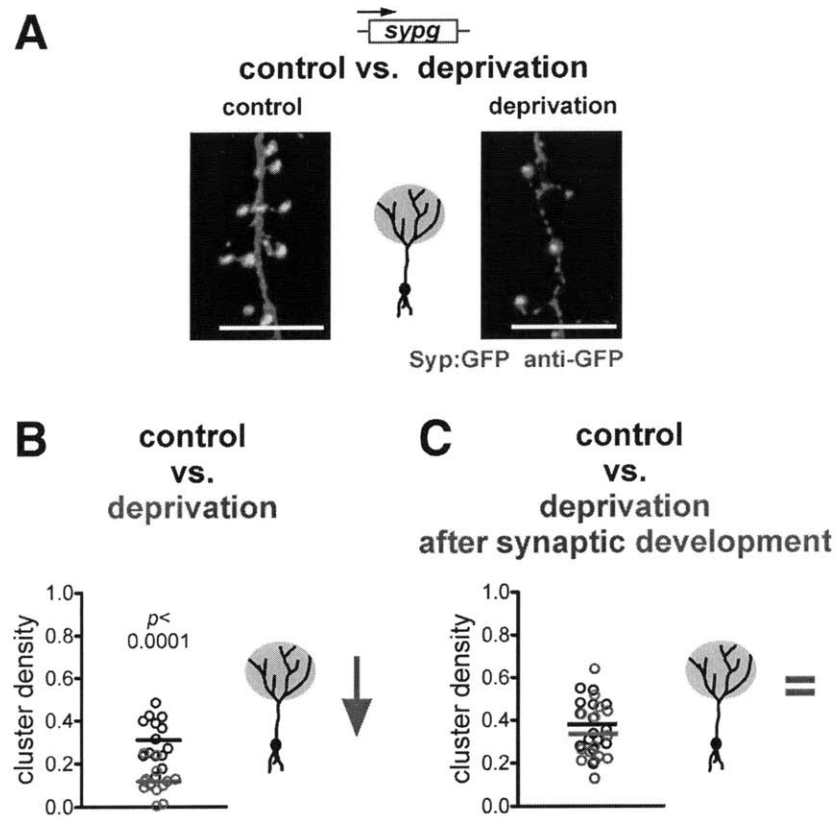 A
sypg
control vs. deprivation
control
deprivation
Syp:GFP anti-GFP
B
control
vs.
deprivation
cluster density
1.0
0.8
0.6
0.4
0.2
0.0
p<
0.0001
C
control
vs.
deprivation
after synaptic development
cluster density
1.0
0.8
0.6
0.4
0.2
0.0
=